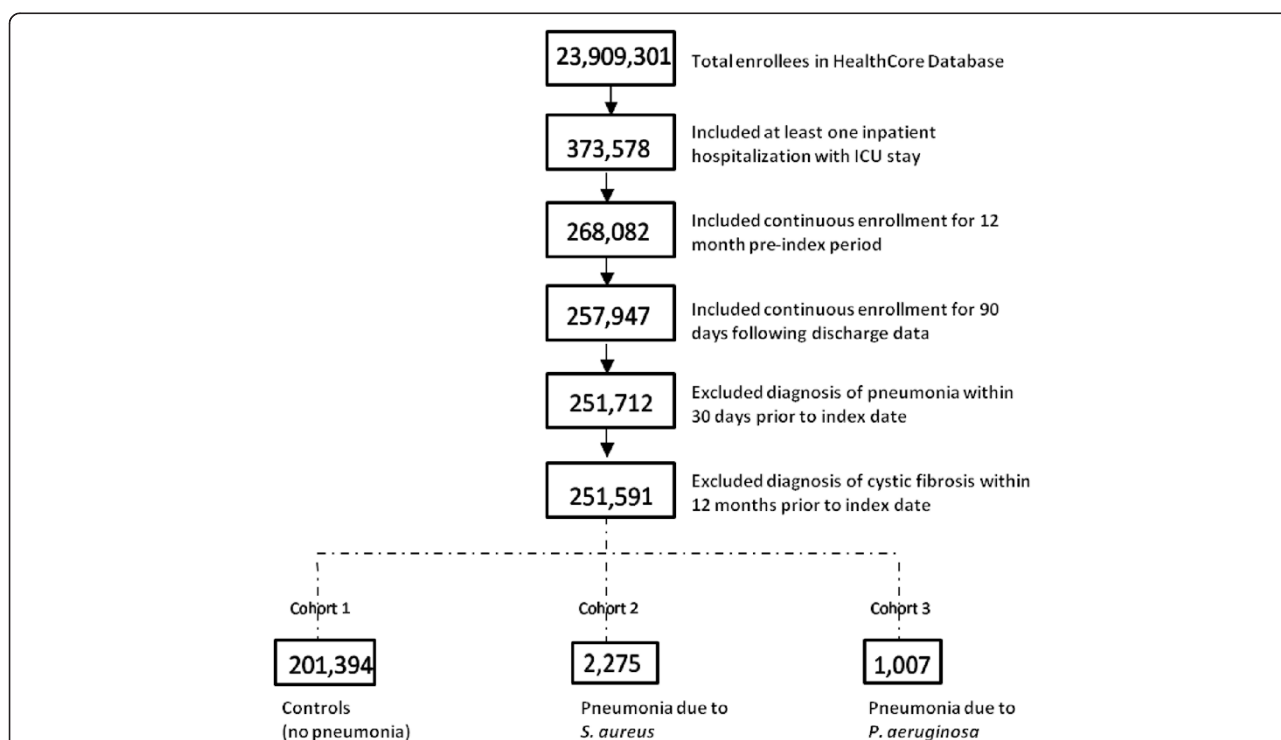 23,909,301
Total enrollees in HealthCore Database
373,578
Included at least one inpatient
hospitalization with ICU stay
268,082
Included continuous enrollment for 12
month pre-index period
257,947
Included continuous enrollment for 90
days following discharge data
251,712
Excluded diagnosis of pneumonia within
30 days prior to index date
251,591
Excluded diagnosis of cystic fibrosis within
12 months prior to index date
Cohort 1
Cohort 2
Cohort 3
201,394
2,275
1,007
Controls
(no pneumonia)
Pneumonia due to
S. aureus
Pneumonia due to
P. aeruginosa